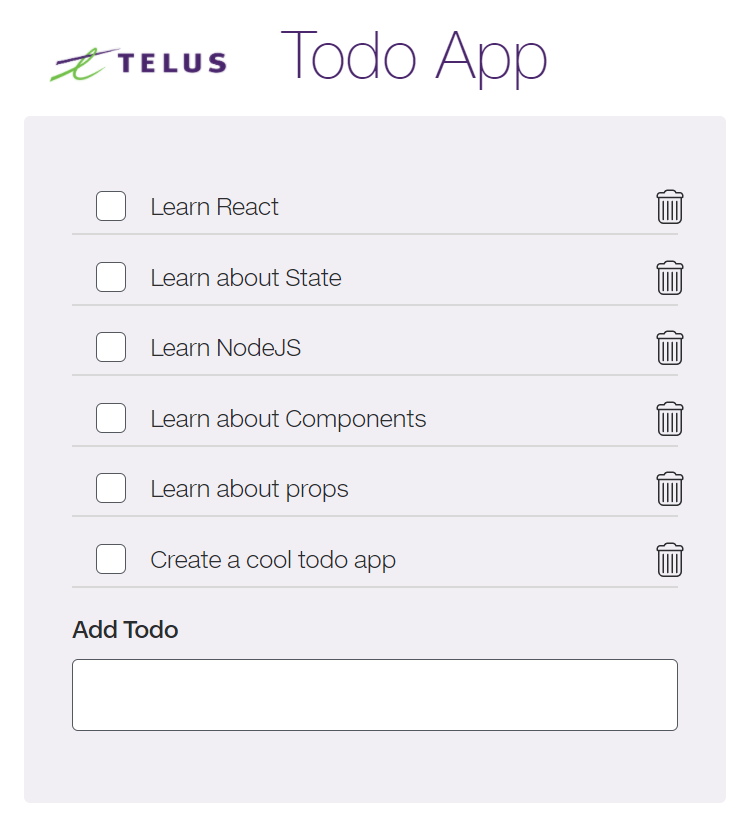 TELUS Todo App
Learn React
Learn about State
Learn NodeJS
Learn about Components
Learn about props
Create a cool todo app
Add Todo